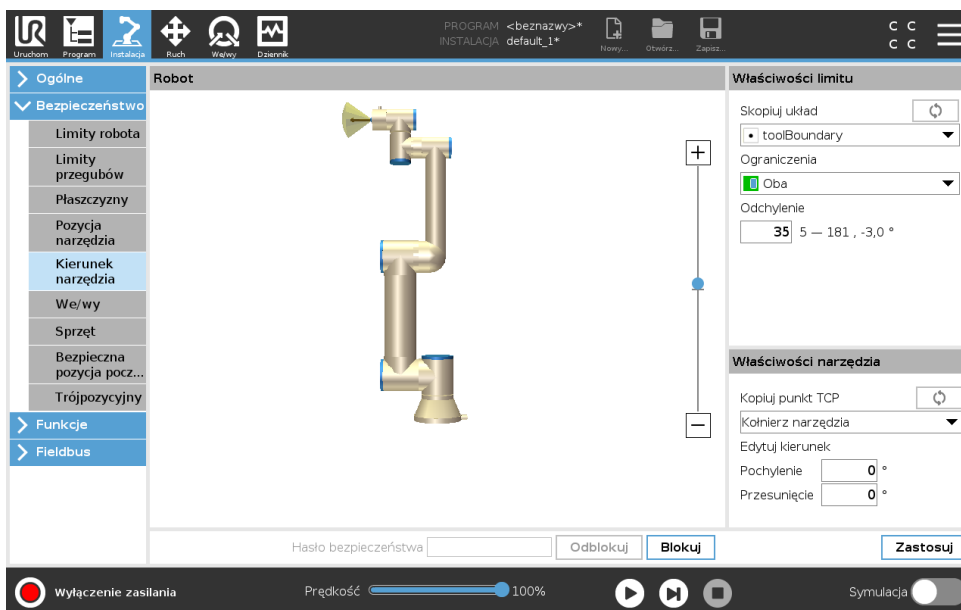 UR
Uruchom
Program
Instalacja
Ruch
We/wy
Dziennik
PROGRAM <beznazwy>*
INSTALACJA default_1*
Nowy...
Otwórz...
Zapisz...
C C
C C
Ogólne
Bezpieczeństwo
Limity robota
Limity
przegubów
Płaszczyzny
Pozycja
narzędzia
Kierunek
narzędzia
We/wy
Sprzęt
Bezpieczna
pozycja pocz...
Trójpozycyjny
Funkcje
Fieldbus
Robot
Właściwości limitu
Skopiuj układ
toolBoundary
Ograniczenia
Oba
Odchylenie
35 5 — 181 , -3,0 °
Właściwości narzędzia
Kopiuj punkt TCP
Kołnierz narzędzia
Edytuj kierunek
Pochylenie 0 °
Przesunięcie 0 °
Hasło bezpieczeństwa
Odblokuj
Blokuj
Zastosuj
Wyłączenie zasilania
Prędkość
100%
Symulacja